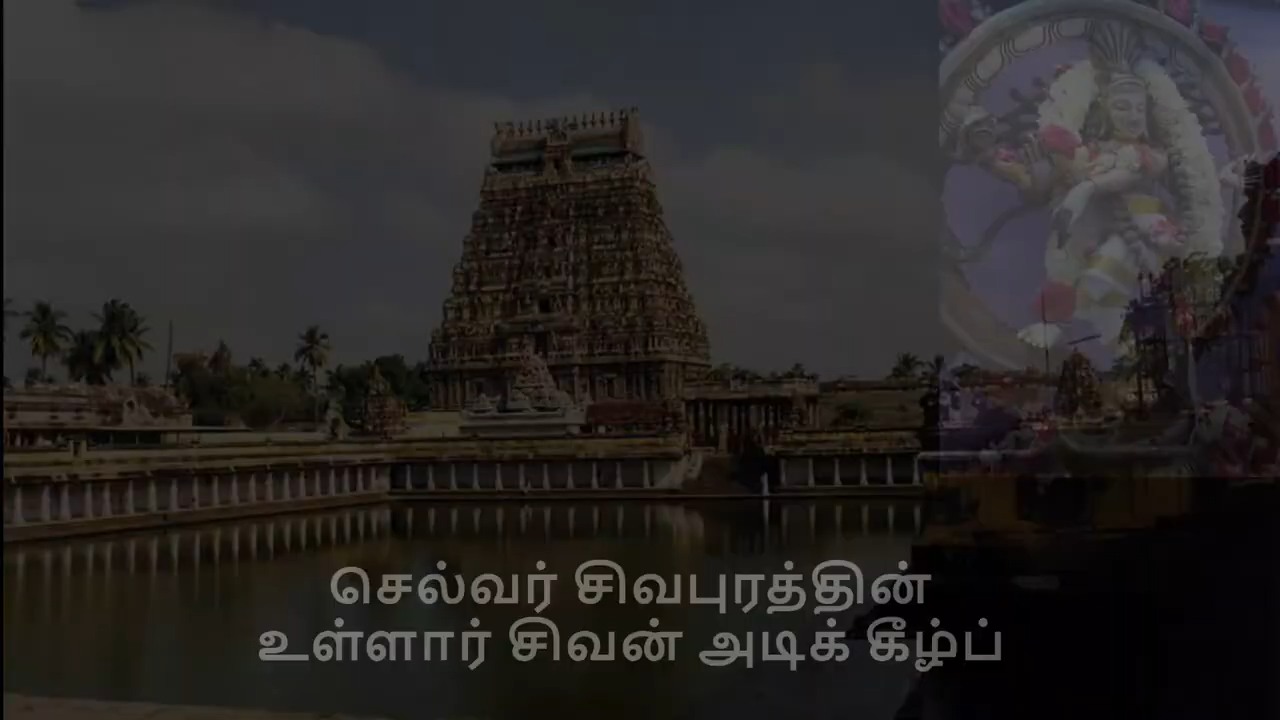 செல்வர் சிவபுரத்தின்
உள்ளார் சிவன் அடிக் கீழ்ப்